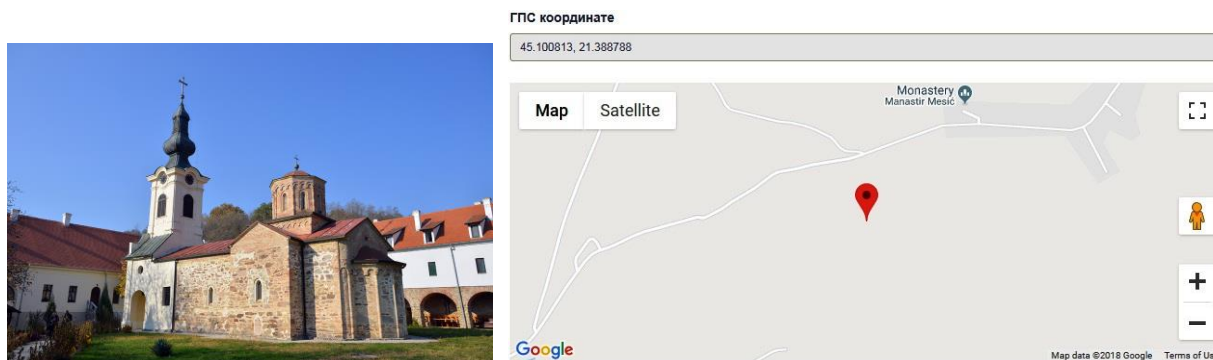 ГПС координате
45.100813, 21.388788
Map Satellite
Monastery
Manastir Mesić
Google
Map data ©2018 Google Terms of Us